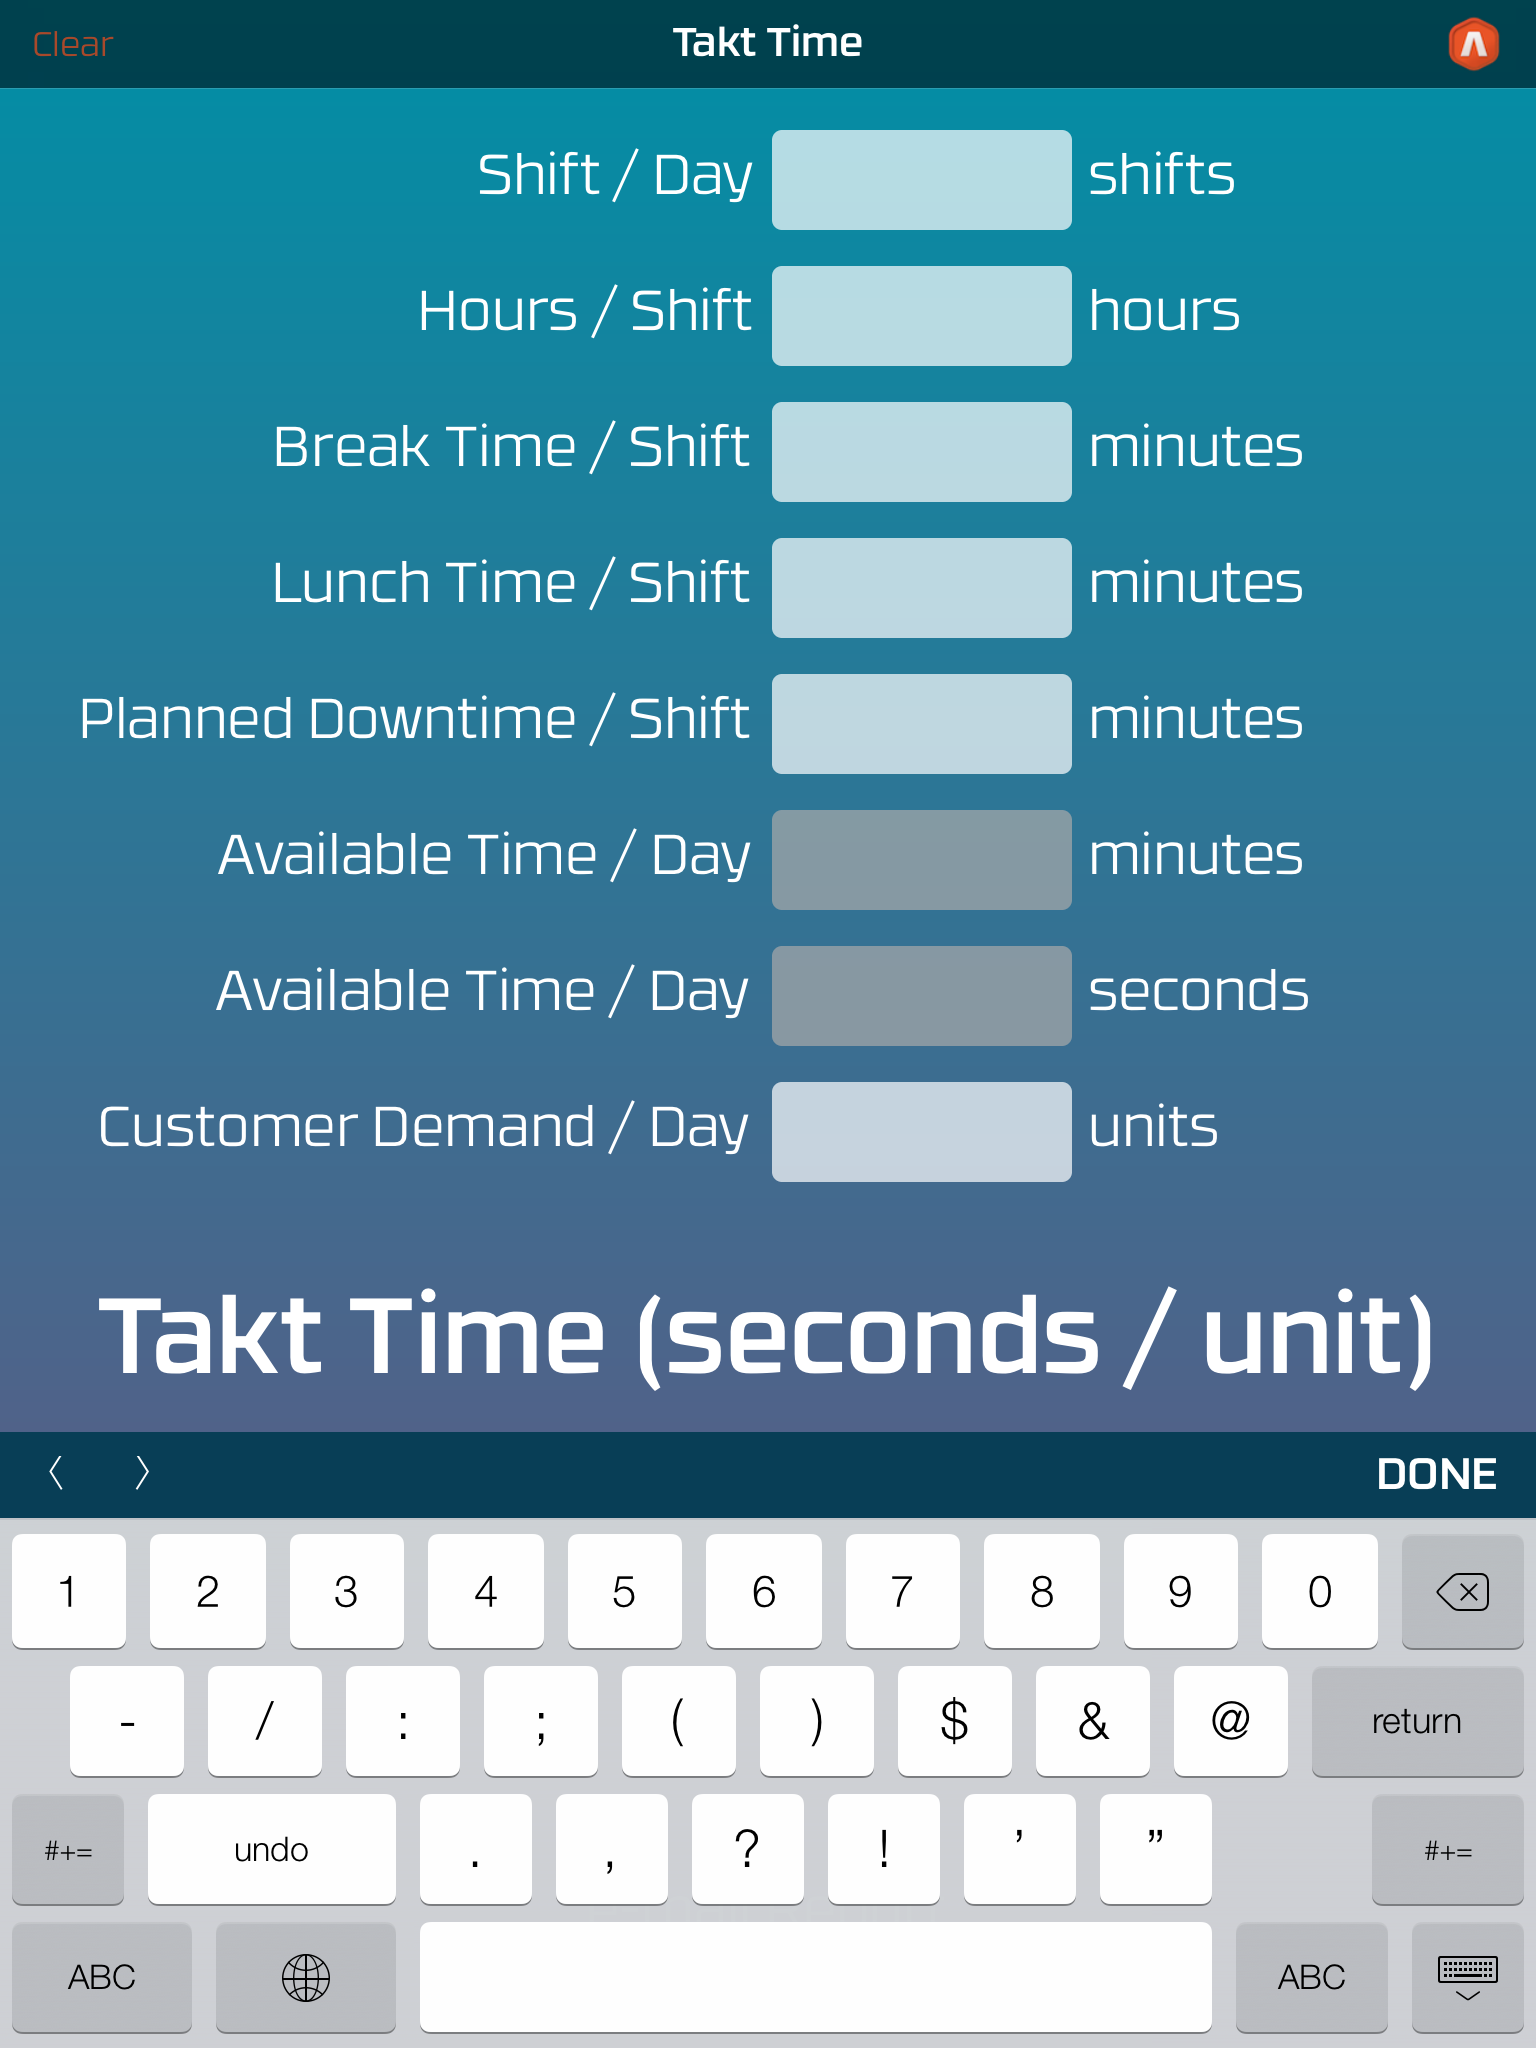 Clear Takt Time
Shift / Day shifts
Hours / Shift hours
Break Time / Shift minutes
Lunch Time / Shift minutes
Planned Downtime / Shift minutes
Available Time / Day minutes
Available Time / Day seconds
Customer Demand / Day units
Takt Time (seconds / unit)
DONE
1 2 3 4 5 6 7 8 9 0
- / : ; ( ) $ & @ return
#+= undo . , ? ! ’ ” #+=
ABC ABC